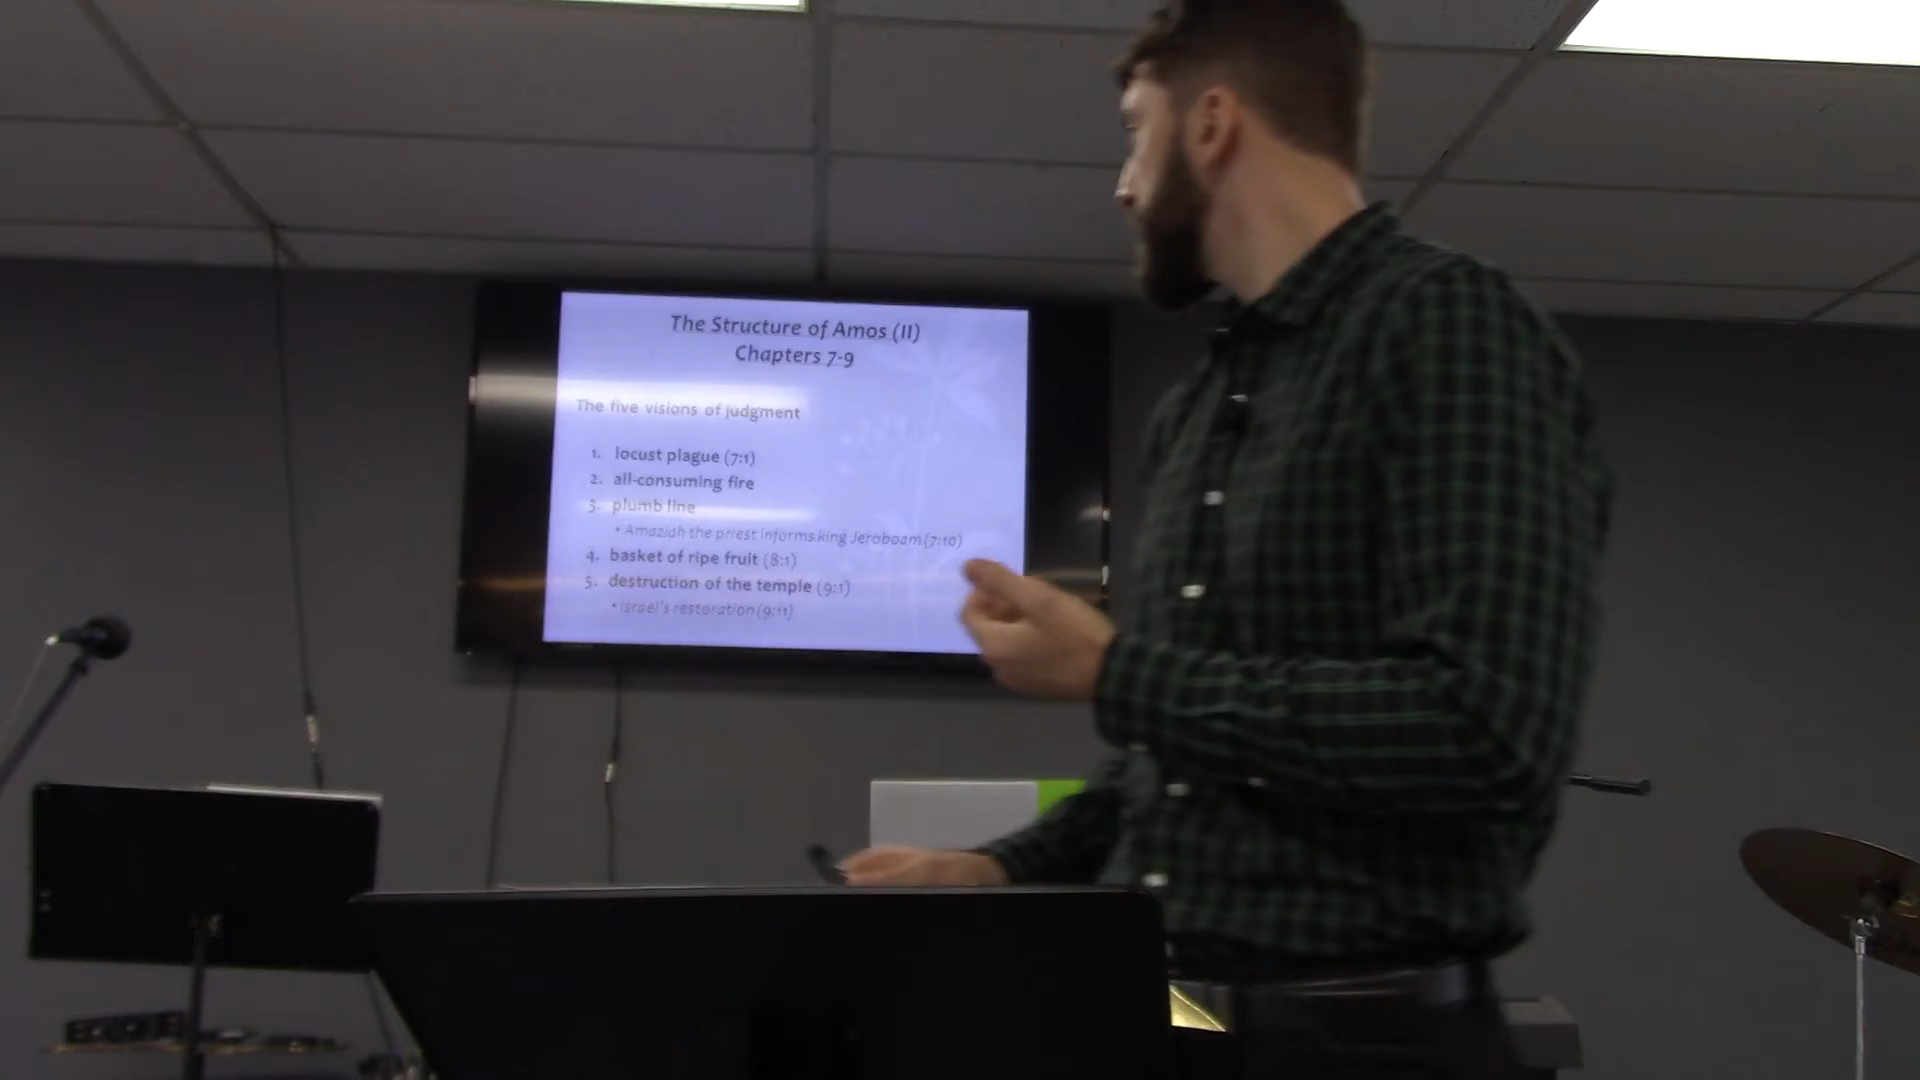 The Structure of Amos (II)
Chapters 7-9
The five visions of judgment
1. locust plague (7:1)
2. all-consuming fire
3. plumb line
• Amaziah the priest informs king Jeroboam (7:10)
4. basket of ripe fruit (8:1)
5. destruction of the temple (9:1)
• Israel's restoration (9:11)